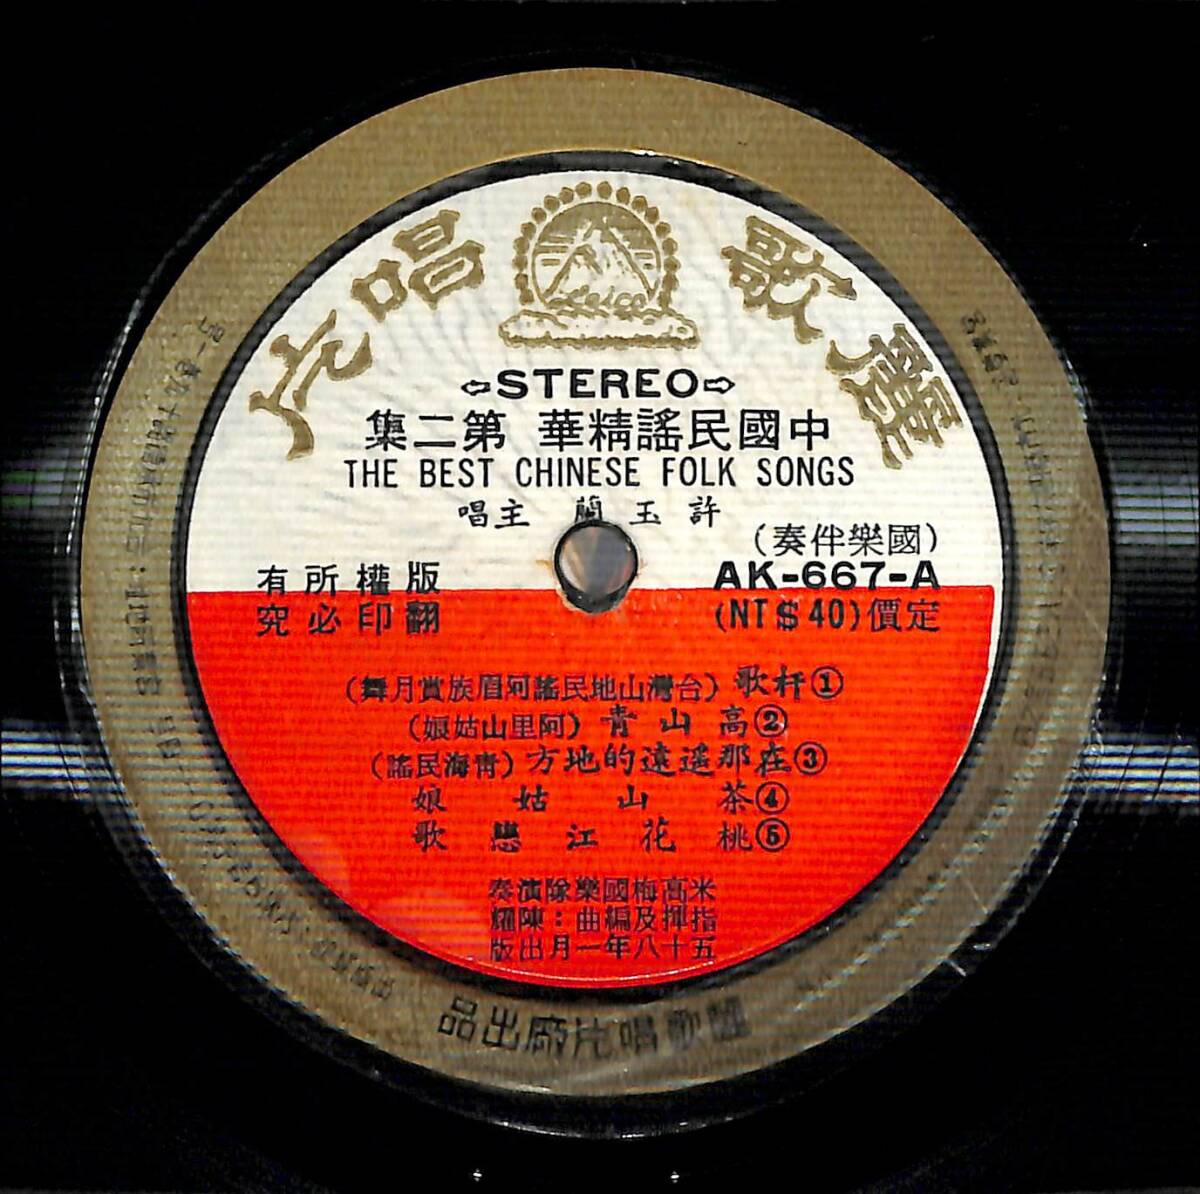 麗歌唱片
Leico
STEREO
中國民謠精華 第二集
THE BEST CHINESE FOLK SONGS
許玉蘭 主唱
(國樂伴奏)
AK-667-A
定價(NT$40)
版權所有
翻印必究
①杵歌(台灣山地民謠阿眉族賞月舞)
②高山青(阿里山姑娘)
③在那遙遠的地方(青海民謠)
④茶山姑娘
⑤桃花江戀歌
米高梅國樂隊演奏
指揮及編曲：陳耀
五十八年一月出版
麗歌唱片廠出品